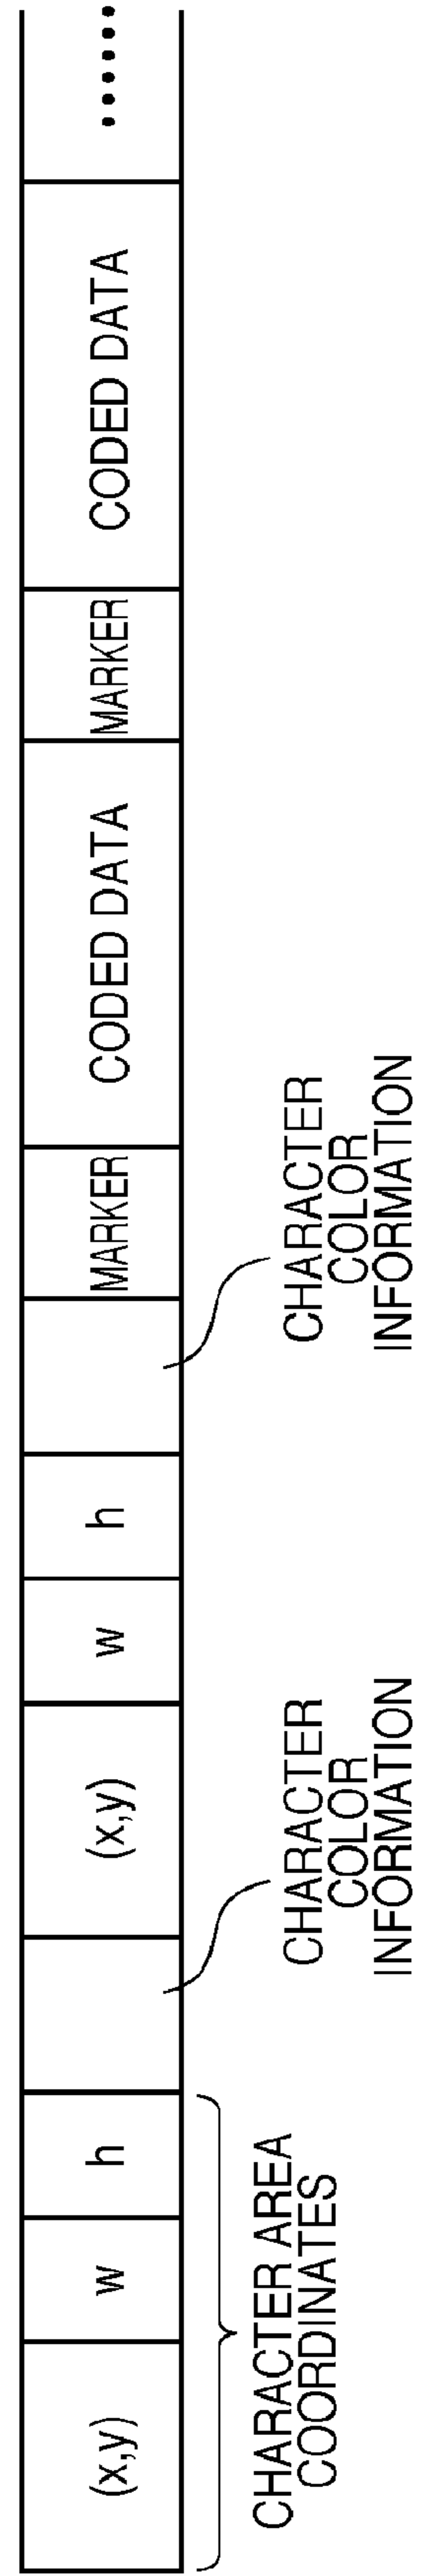 (x,y)
w
h
(x,y)
w
h
MARKER
CODED DATA
MARKER
CODED DATA
••••••
CHARACTER AREA
COORDINATES
CHARACTER
COLOR
INFORMATION
CHARACTER
COLOR
INFORMATION